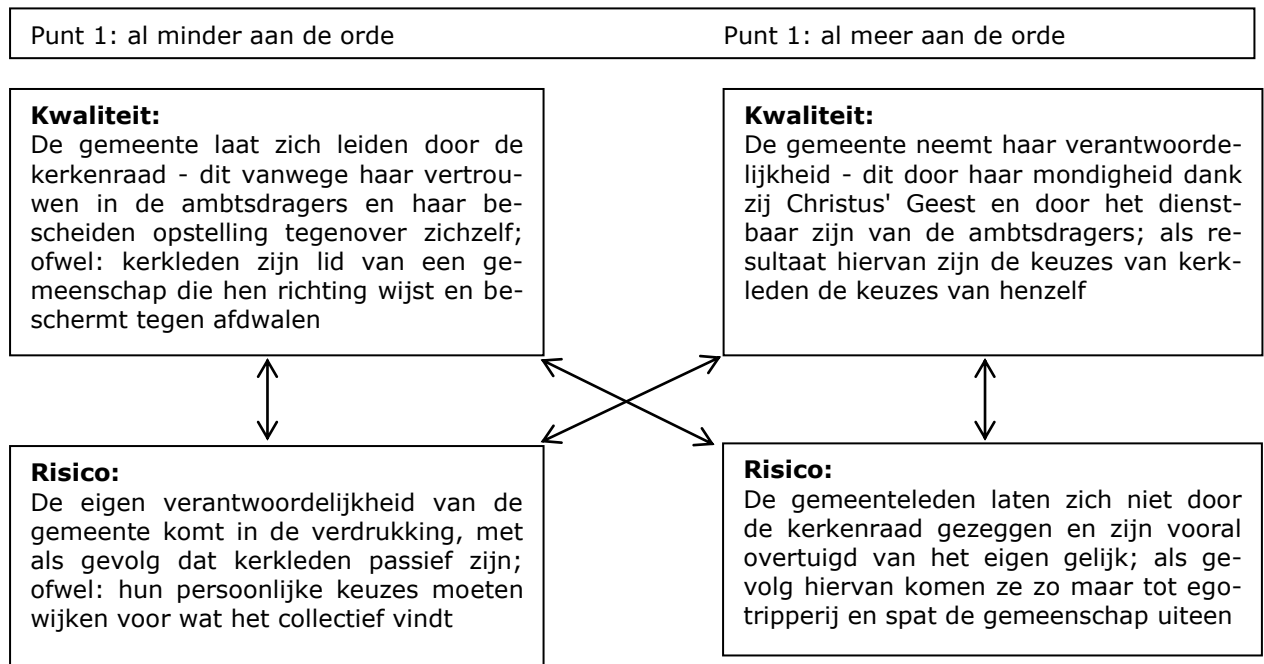 Punt 1: al minder aan de orde
Punt 1: al meer aan de orde
Kwaliteit:
De gemeente laat zich leiden door de
kerkenraad - dit vanwege haar vertrou-
wen in de ambtsdragers en haar be-
scheiden opstelling tegenover zichzelf;
ofwel: kerkleden zijn lid van een ge-
meenschap die hen richting wijst en be-
schermt tegen afdwalen
Kwaliteit:
De gemeente neemt haar verantwoorde-
lijkheid - dit door haar mondigheid dank
zij Christus' Geest en door het dienst-
baar zijn van de ambtsdragers; als re-
sultaat hiervan zijn de keuzes van kerk-
leden de keuzes van henzelf
Risico:
De eigen verantwoordelijkheid van de
gemeente komt in de verdrukking, met
als gevolg dat kerkleden passief zijn;
ofwel: hun persoonlijke keuzes moeten
wijken voor wat het collectief vindt
Risico:
De gemeenteleden laten zich niet door
de kerkenraad gezeggen en zijn vooral
overtuigd van het eigen gelijk; als ge-
volg hiervan komen ze zo maar tot ego-
tripperij en spat de gemeenschap uiteen